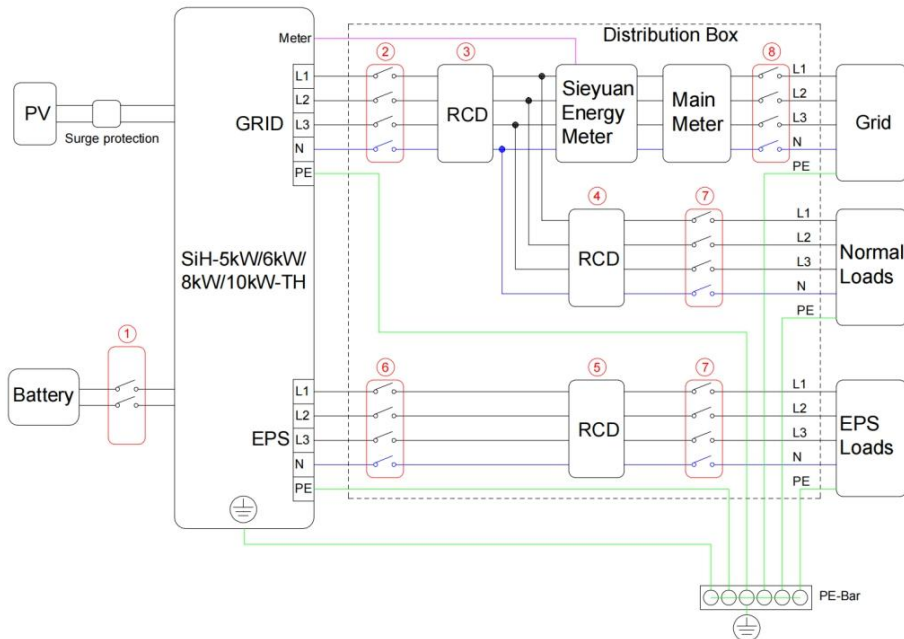 Distribution Box
Meter
②
③
⑧
L1
L1
L2
L2
L3
L3
N
N
PE
PE
GRID
RCD
Sieyuan
Energy
Meter
Main
Meter
Grid
PV
Surge protection
④
⑦
RCD
L1
L2
L3
N
PE
Normal
Loads
SiH-5kW/6kW/
8kW/10kW-TH
①
Battery
⑥
⑤
⑦
L1
L1
L2
L2
L3
L3
N
N
PE
PE
EPS
RCD
EPS
Loads
PE-Bar